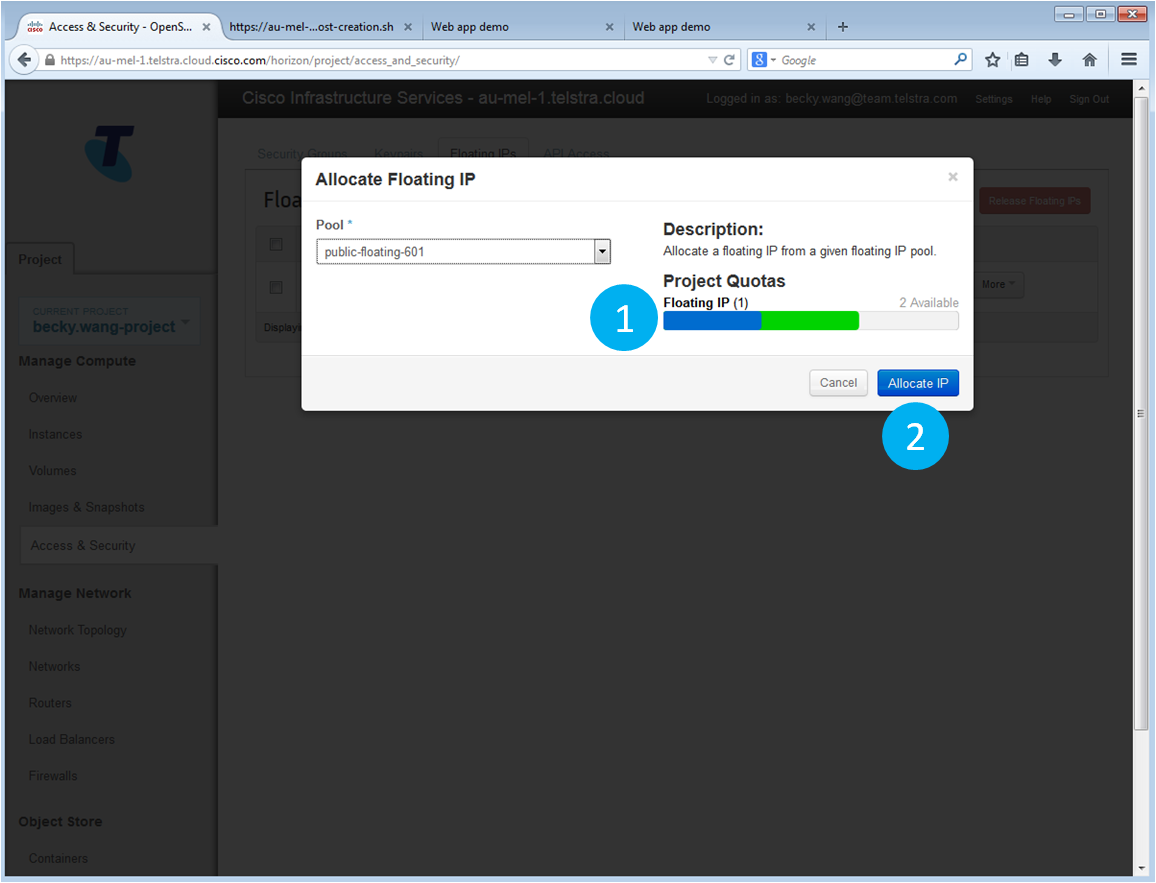 Access & Security - OpenS...
https://au-mel-...ost-creation.sh
Web app demo
Web app demo
https://au-mel-1.telstra.cloud.cisco.com/horizon/project/access_and_security/
Google
Cisco Infrastructure Services - au-mel-1.telstra.cloud
Logged in as: becky.wang@team.telstra.com
Settings
Help
Sign Out
Security Groups
Keypairs
Floating IPs
API Access
Allocate Floating IP
Release Floating IPs
Pool *
public-floating-601
Description:
Allocate a floating IP from a given floating IP pool.
Project Quotas
Floating IP (1)
2 Available
1
More
Cancel
Allocate IP
2
Project
CURRENT PROJECT
becky.wang-project
Manage Compute
Overview
Instances
Volumes
Images & Snapshots
Access & Security
Manage Network
Network Topology
Networks
Routers
Load Balancers
Firewalls
Object Store
Containers